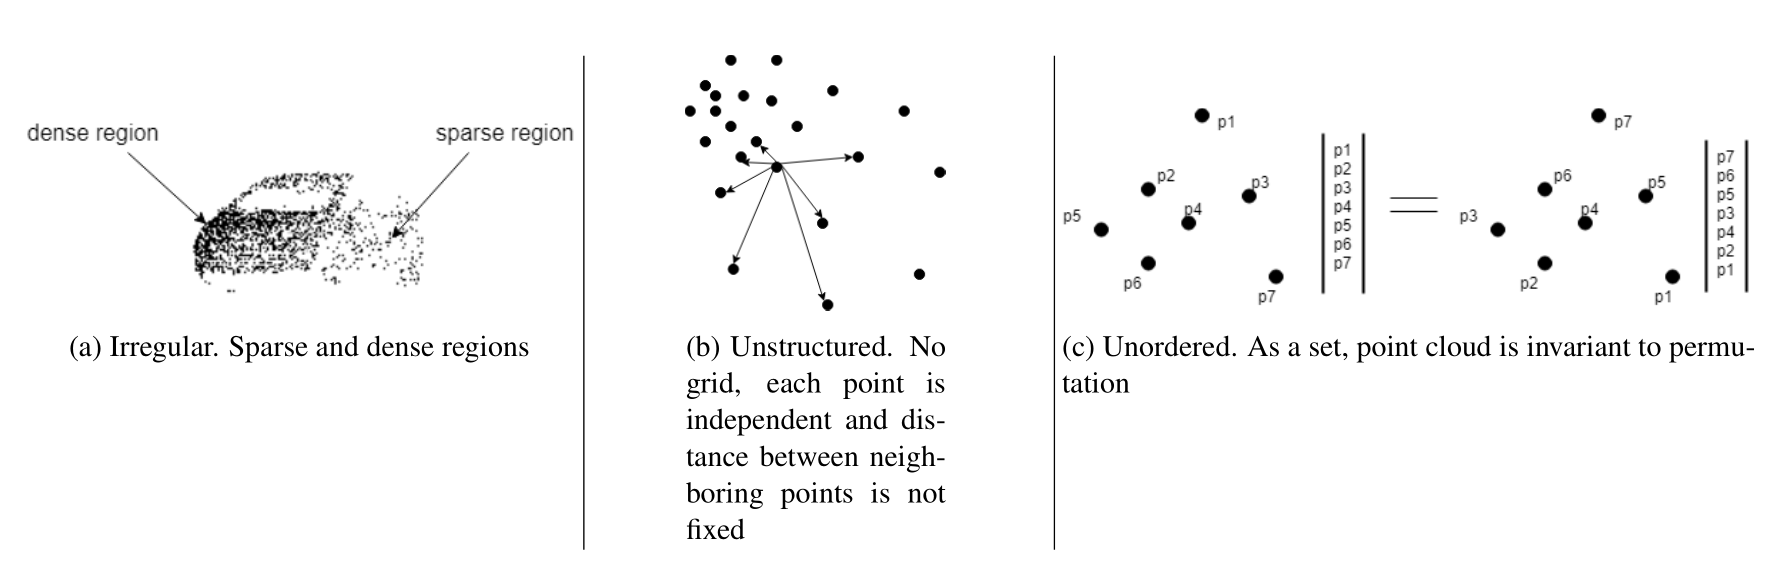 dense region
sparse region
(a) Irregular. Sparse and dense regions
(b) Unstructured. No
grid, each point is
independent and dis-
tance between neigh-
boring points is not
fixed
p1
p2
p3
p4
p5
p6
p7
p1
p2
p3
p4
p5
p6
p7
p7
p6
p5
p4
p3
p2
p1
p7
p6
p5
p3
p4
p2
p1
(c) Unordered. As a set, point cloud is invariant to permu-
tation